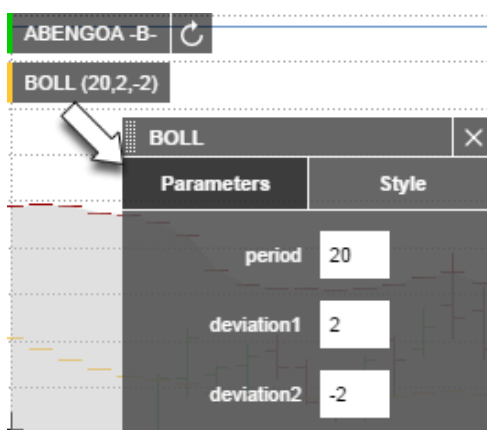 ABENGOA -B-
BOLL (20,2,-2)
BOLL
Parameters Style
period 20
deviation1 2
deviation2 -2